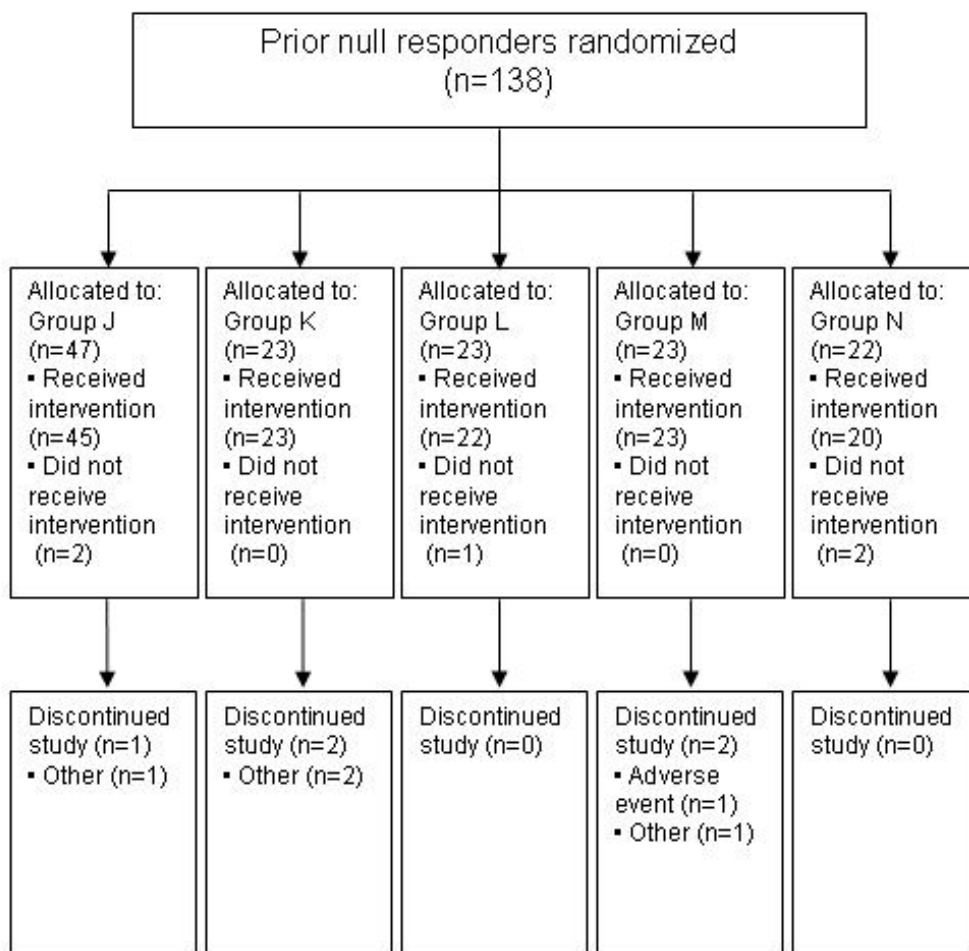 Prior null responders randomized
(n=138)
Allocated to:
Group J
(n=47)
▪ Received
intervention
(n=45)
▪ Did not
receive
intervention
(n=2)
Allocated to:
Group K
(n=23)
▪ Received
intervention
(n=23)
▪ Did not
receive
intervention
(n=0)
Allocated to:
Group L
(n=23)
▪ Received
intervention
(n=22)
▪ Did not
receive
intervention
(n=1)
Allocated to:
Group M
(n=23)
▪ Received
intervention
(n=23)
▪ Did not
receive
intervention
(n=0)
Allocated to:
Group N
(n=22)
▪ Received
intervention
(n=20)
▪ Did not
receive
intervention
(n=2)
Discontinued
study (n=1)
▪ Other (n=1)
Discontinued
study (n=2)
▪ Other (n=2)
Discontinued
study (n=0)
Discontinued
study (n=2)
▪ Adverse
event (n=1)
▪ Other (n=1)
Discontinued
study (n=0)